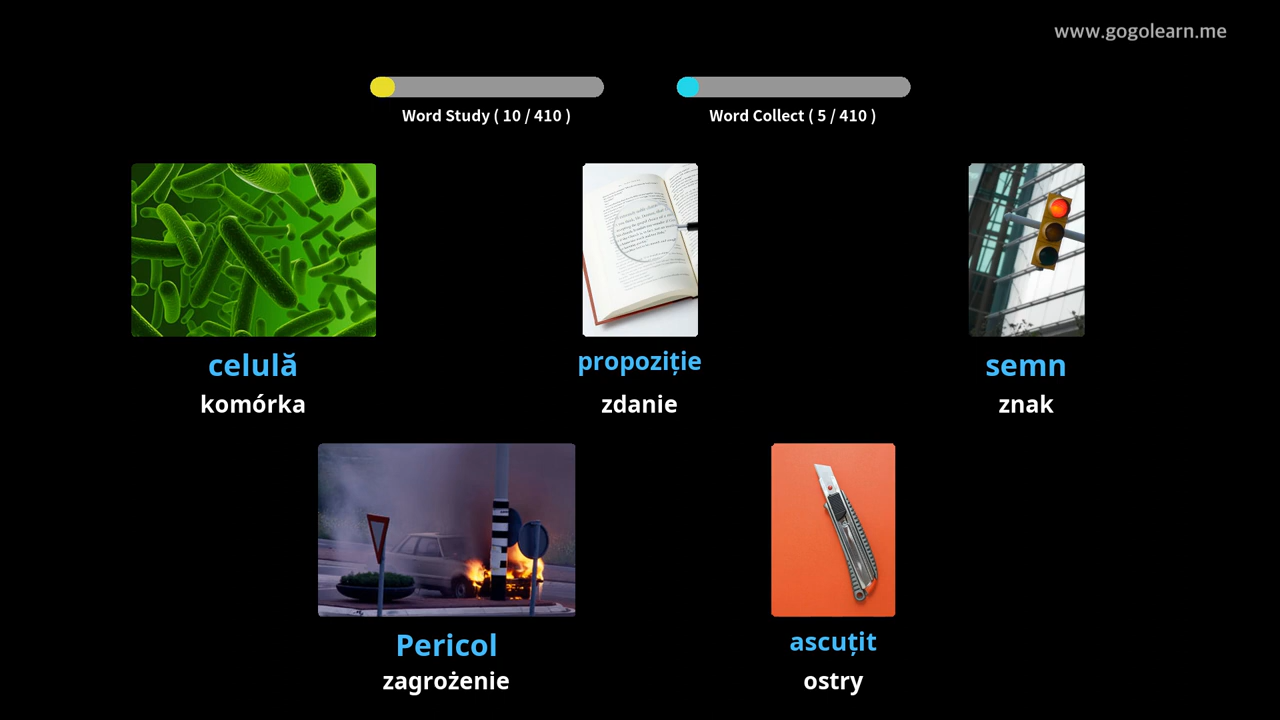 www.gogolearn.me
Word Study ( 10 / 410 )
Word Collect ( 5 / 410 )
celulă
komórka
propoziție
zdanie
semn
znak
Pericol
zagrożenie
ascuțit
ostry